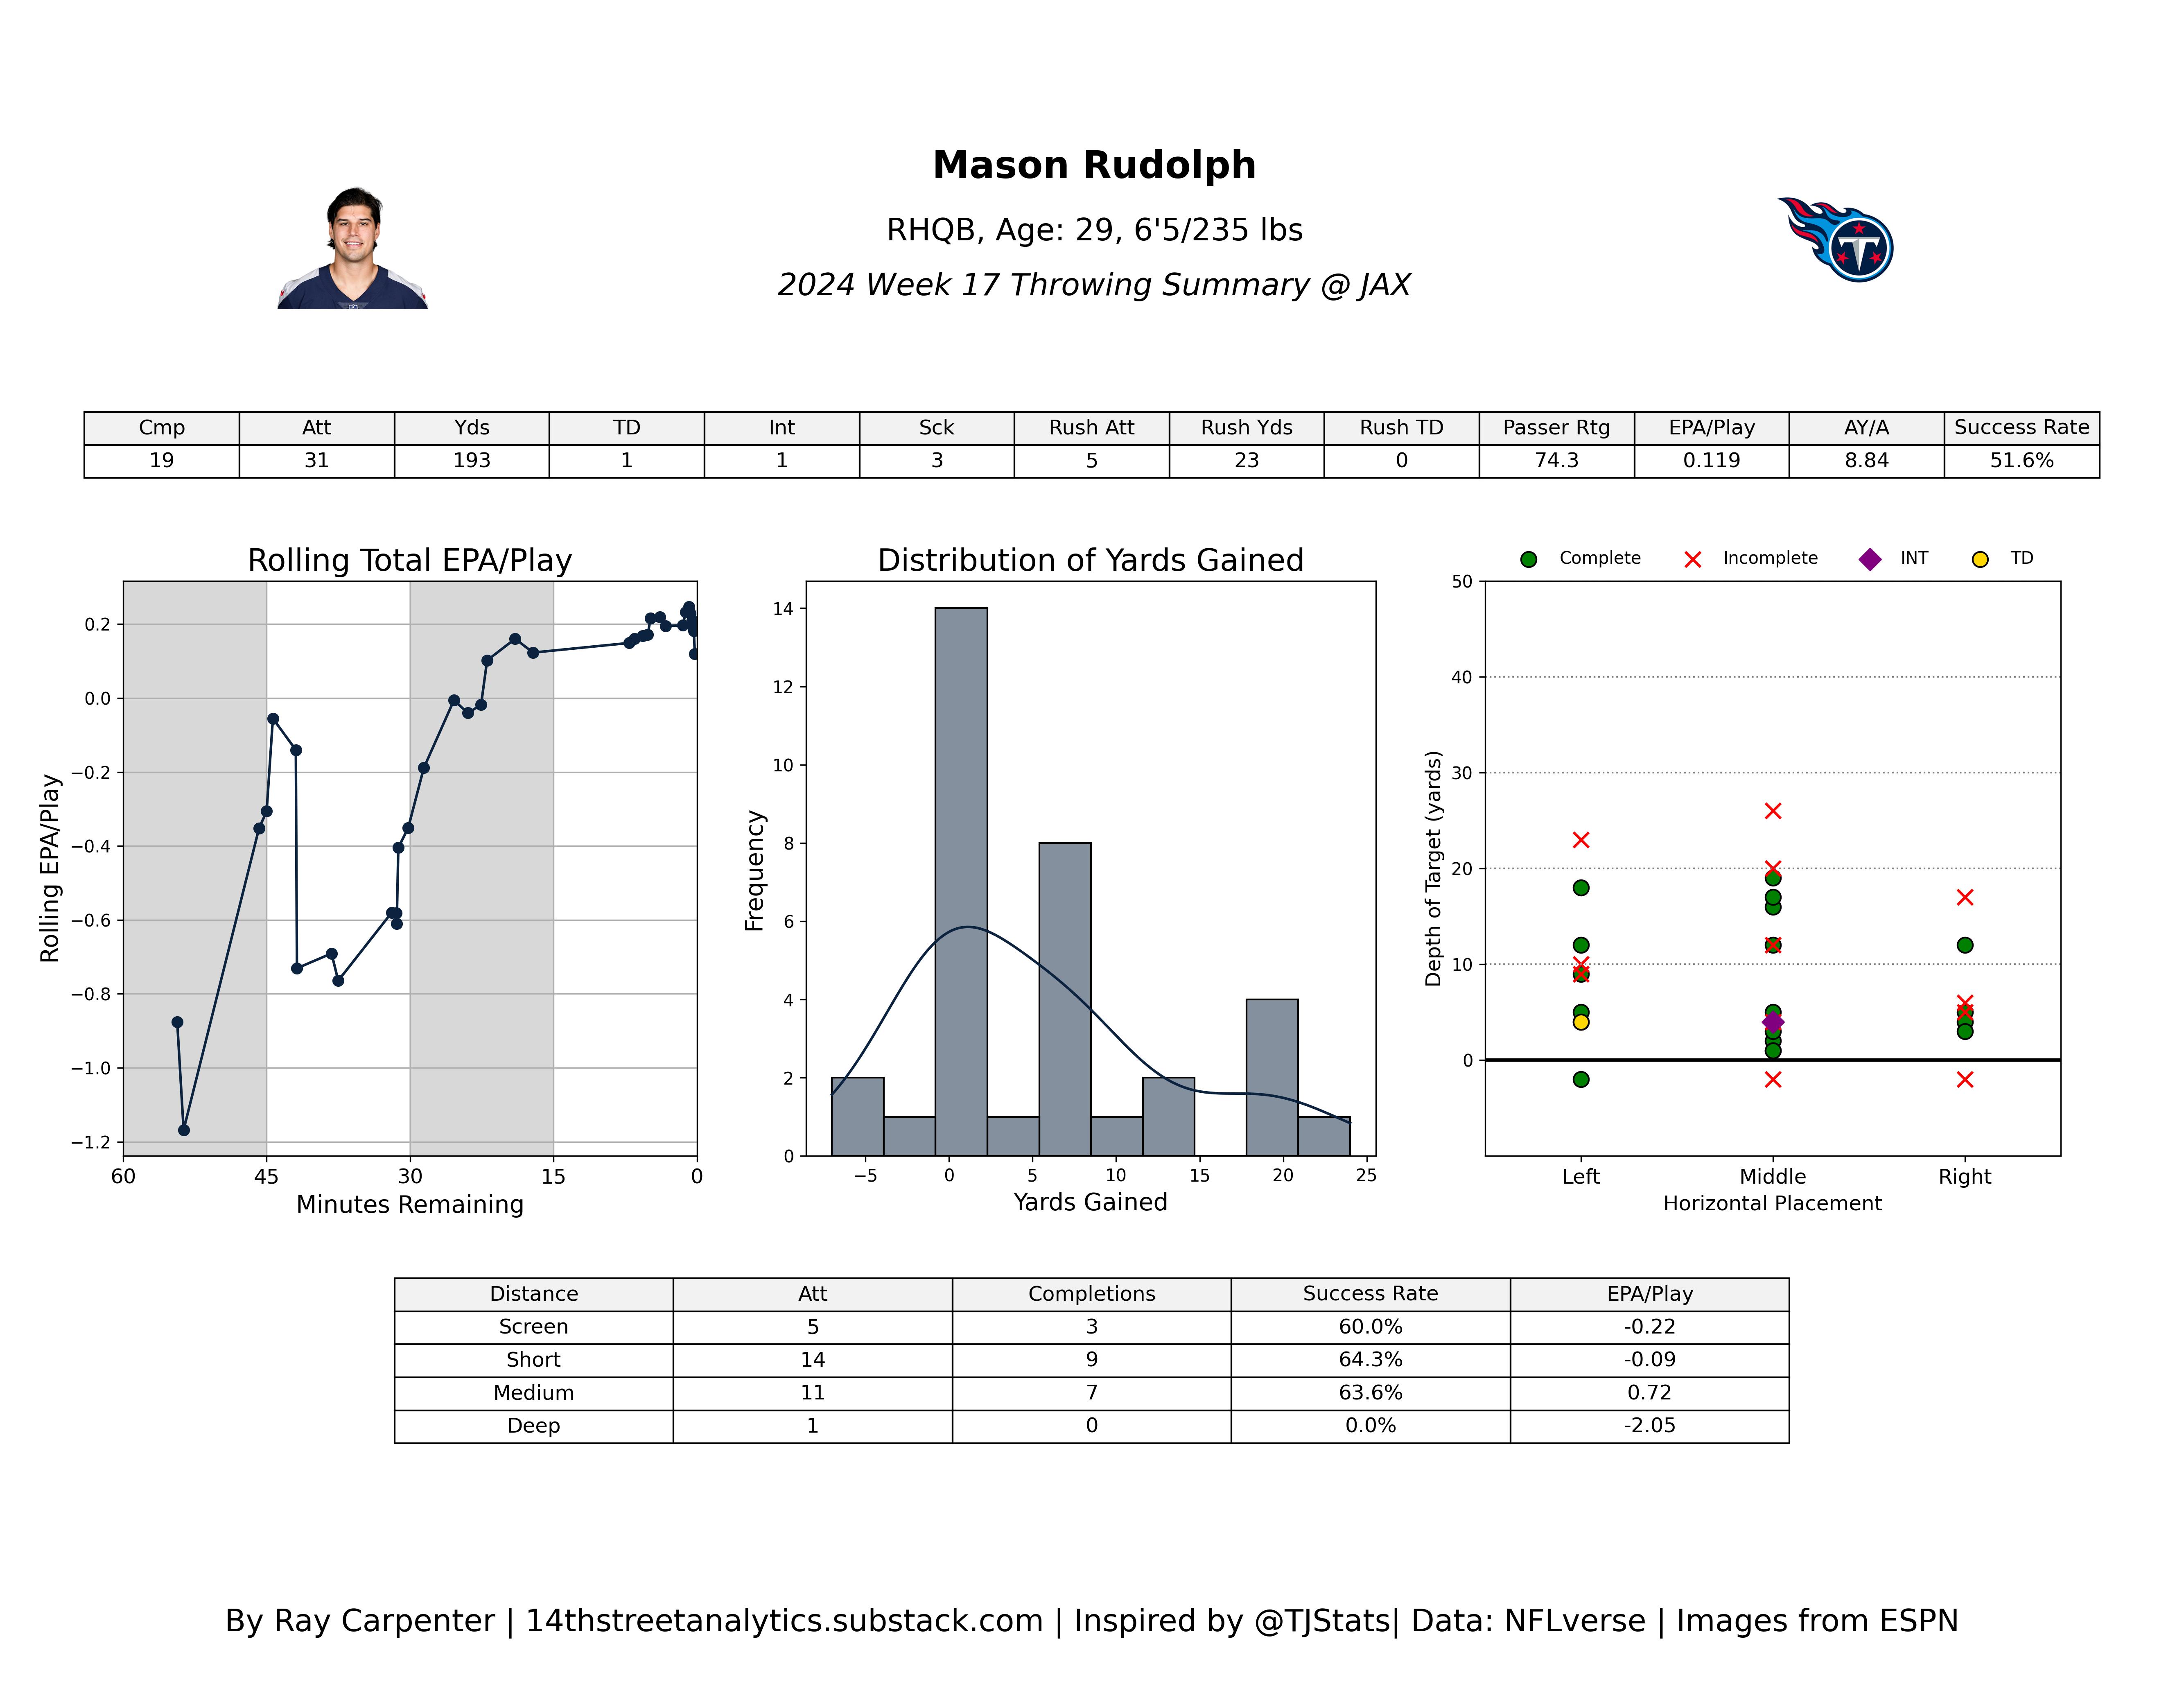 Mason Rudolph
RHQB, Age: 29, 6'5/235 lbs
2024 Week 17 Throwing Summary @ JAX
Cmp Att Yds TD Int Sck Rush Att Rush Yds Rush TD Passer Rtg EPA/Play AY/A Success Rate
19 31 193 1 1 3 5 23 0 74.3 0.119 8.84 51.6%
Rolling Total EPA/Play
0.2
0.0
−0.2
−0.4
−0.6
−0.8
−1.0
−1.2
Rolling EPA/Play
60 45 30 15 0
Minutes Remaining
Distribution of Yards Gained
14
12
10
8
6
4
2
0
Frequency
−5 0 5 10 15 20 25
Yards Gained
Complete Incomplete INT TD
50
40
30
20
10
0
Depth of Target (yards)
Left Middle Right
Horizontal Placement
Distance Att Completions Success Rate EPA/Play
Screen 5 3 60.0% -0.22
Short 14 9 64.3% -0.09
Medium 11 7 63.6% 0.72
Deep 1 0 0.0% -2.05
By Ray Carpenter | 14thstreetanalytics.substack.com | Inspired by @TJStats| Data: NFLverse | Images from ESPN